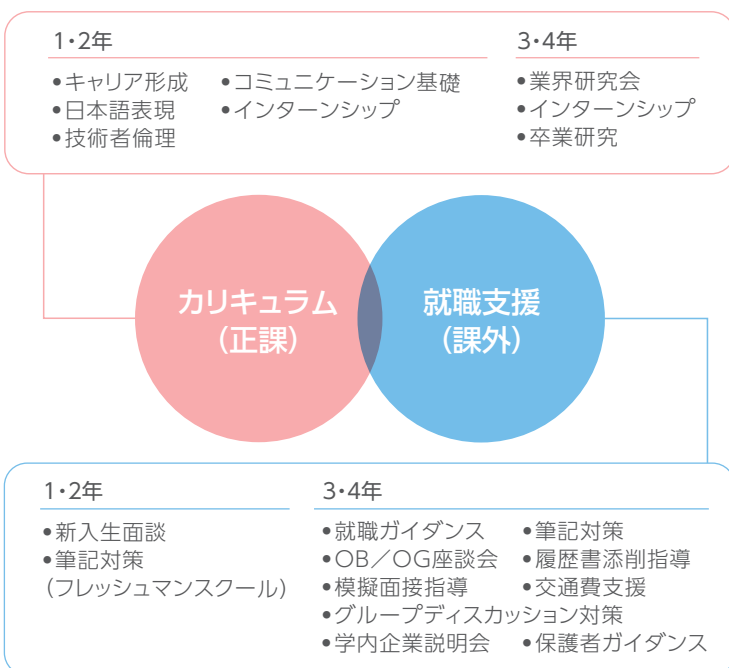 1・2年
•キャリア形成 •コミュニケーション基礎
•日本語表現 •インターンシップ
•技術者倫理
3・4年
•業界研究会
•インターンシップ
•卒業研究
カリキュラム
（正課）
就職支援
（課外）
1・2年
•新入生面談
•筆記対策
（フレッシュマンスクール）
3・4年
•就職ガイダンス •筆記対策
•OB／OG座談会 •履歴書添削指導
•模擬面接指導 •交通費支援
•グループディスカッション対策
•学内企業説明会 •保護者ガイダンス